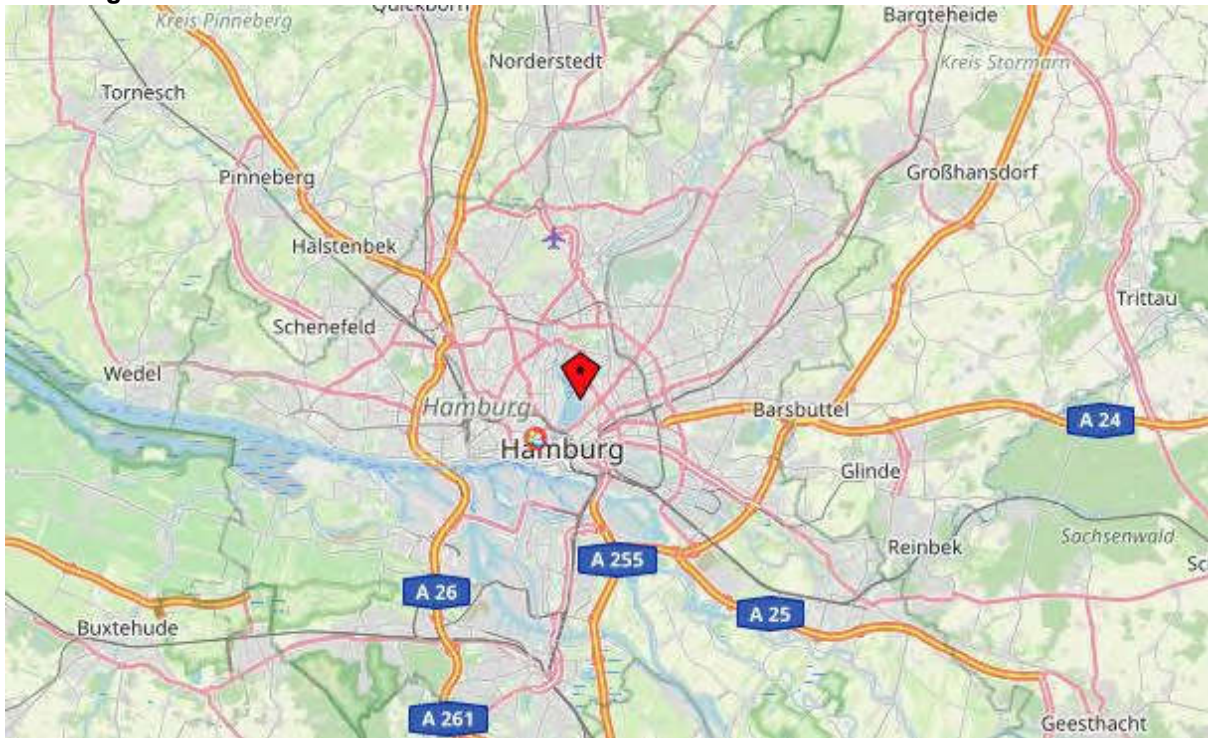 Kreis Pinneberg
Quickborn
Bargteheide
Norderstedt
Kreis Stormarn
Tornesch
Pinneberg
Großhansdorf
Halstenbek
Trittau
Schenefeld
Wedel
Hamburg
Barsbüttel
A 24
Hamburg
Glinde
Sachsenwald
Reinbek
A 255
A 26
A 25
Buxtehude
A 261
Geesthacht